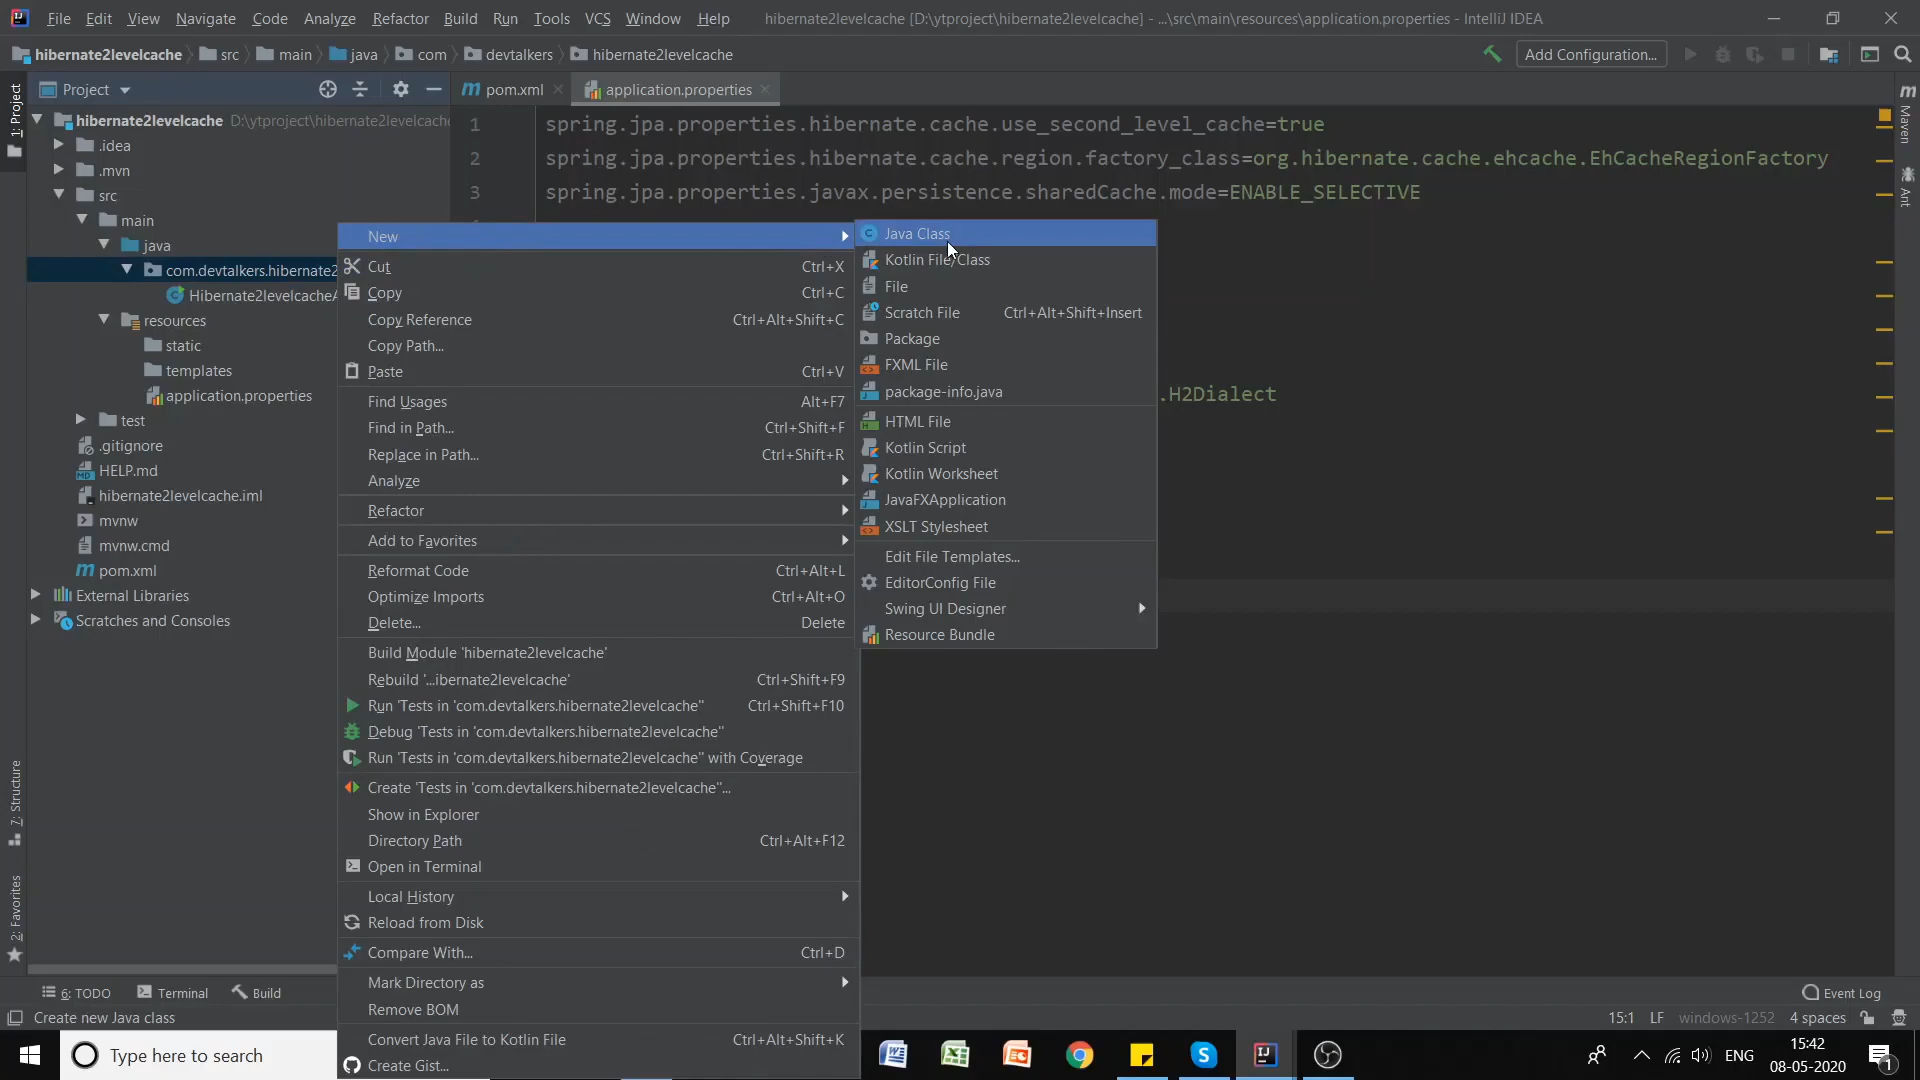 File Edit View Navigate Code Analyze Refactor Build Run Tools VCS Window Help hibernate2levelcache [D:\ytproject\hibernate2levelcache] - ...\src\main\resources\application.properties - IntelliJ IDEA
hibernate2levelcache src main java com devtalkers hibernate2levelcache Add Configuration...
Project pom.xml application.properties
1: Project
7: Structure
2: Favorites
Maven
Ant
hibernate2levelcache D:\ytproject\hibernate2levelcache
.idea
.mvn
src
main
java
com.devtalkers.hibernate2
Hibernate2levelcacheA
resources
static
templates
application.properties
test
.gitignore
HELP.md
hibernate2levelcache.iml
mvnw
mvnw.cmd
pom.xml
External Libraries
Scratches and Consoles
1 spring.jpa.properties.hibernate.cache.use_second_level_cache=true
2 spring.jpa.properties.hibernate.cache.region.factory_class=org.hibernate.cache.ehcache.EhCacheRegionFactory
3 spring.jpa.properties.javax.persistence.sharedCache.mode=ENABLE_SELECTIVE
.H2Dialect
New
Cut Ctrl+X
Copy Ctrl+C
Copy Reference Ctrl+Alt+Shift+C
Copy Path...
Paste Ctrl+V
Find Usages Alt+F7
Find in Path... Ctrl+Shift+F
Replace in Path... Ctrl+Shift+R
Analyze
Refactor
Add to Favorites
Reformat Code Ctrl+Alt+L
Optimize Imports Ctrl+Alt+O
Delete... Delete
Build Module 'hibernate2levelcache'
Rebuild '...ibernate2levelcache' Ctrl+Shift+F9
Run 'Tests in 'com.devtalkers.hibernate2levelcache'' Ctrl+Shift+F10
Debug 'Tests in 'com.devtalkers.hibernate2levelcache''
Run 'Tests in 'com.devtalkers.hibernate2levelcache'' with Coverage
Create 'Tests in 'com.devtalkers.hibernate2levelcache''...
Show in Explorer
Directory Path Ctrl+Alt+F12
Open in Terminal
Local History
Reload from Disk
Compare With... Ctrl+D
Mark Directory as
Remove BOM
Convert Java File to Kotlin File Ctrl+Alt+Shift+K
Create Gist...
Java Class
Kotlin File/Class
File
Scratch File Ctrl+Alt+Shift+Insert
Package
FXML File
package-info.java
HTML File
Kotlin Script
Kotlin Worksheet
JavaFXApplication
XSLT Stylesheet
Edit File Templates...
EditorConfig File
Swing UI Designer
Resource Bundle
6: TODO Terminal Build Event Log
Create new Java class 15:1 LF windows-1252 4 spaces
Type here to search
ENG
15:42
08-05-2020
1